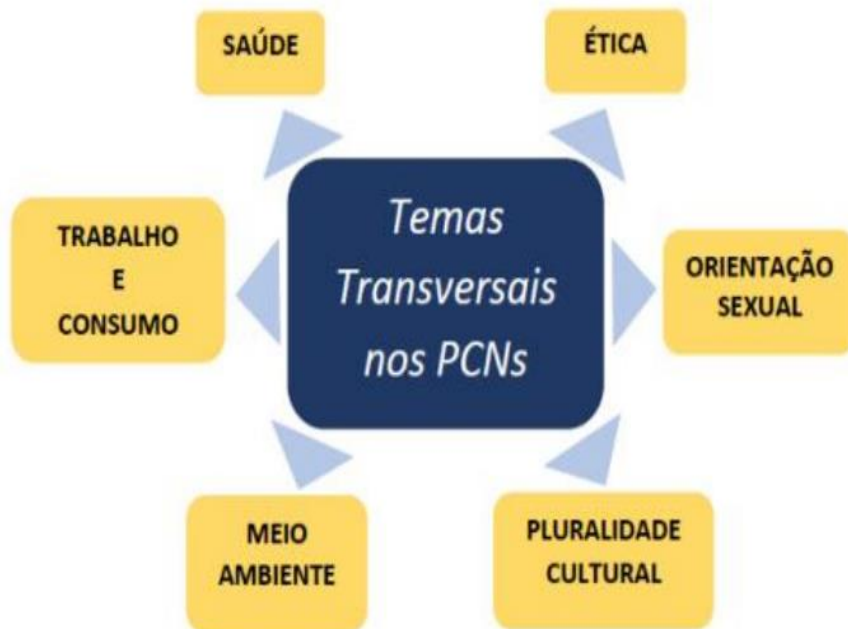 SAÚDE
ÉTICA
TRABALHO
E
CONSUMO
Temas
Transversais
nos PCNs
ORIENTAÇÃO
SEXUAL
MEIO
AMBIENTE
PLURALIDADE
CULTURAL